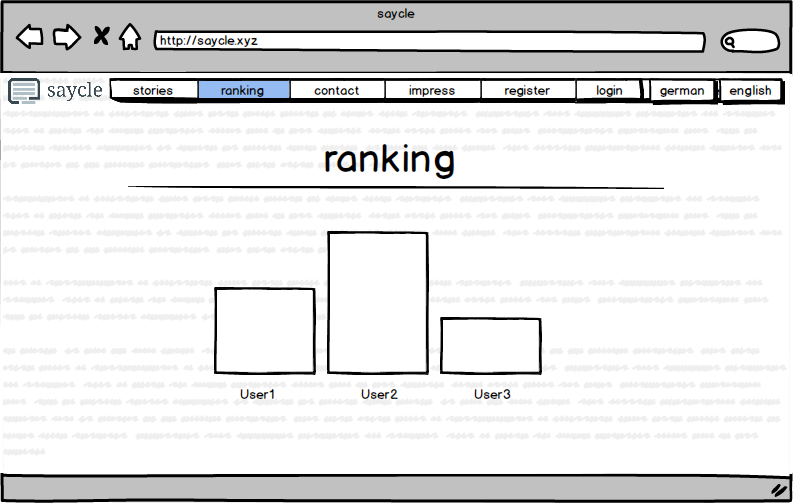 saycle
http://saycle.xyz
saycle stories ranking contact impress register login german english
ranking
User1 User2 User3